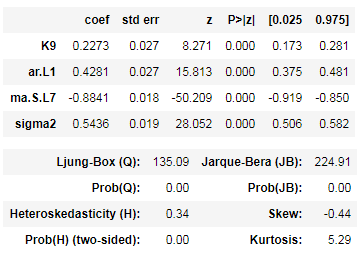 coef std err z P>|z| [0.025 0.975]
K9 0.2273 0.027 8.271 0.000 0.173 0.281
ar.L1 0.4281 0.027 15.813 0.000 0.375 0.481
ma.S.L7 -0.8841 0.018 -50.209 0.000 -0.919 -0.850
sigma2 0.5436 0.019 28.052 0.000 0.506 0.582
Ljung-Box (Q): 135.09 Jarque-Bera (JB): 224.91
Prob(Q): 0.00 Prob(JB): 0.00
Heteroskedasticity (H): 0.34 Skew: -0.44
Prob(H) (two-sided): 0.00 Kurtosis: 5.29